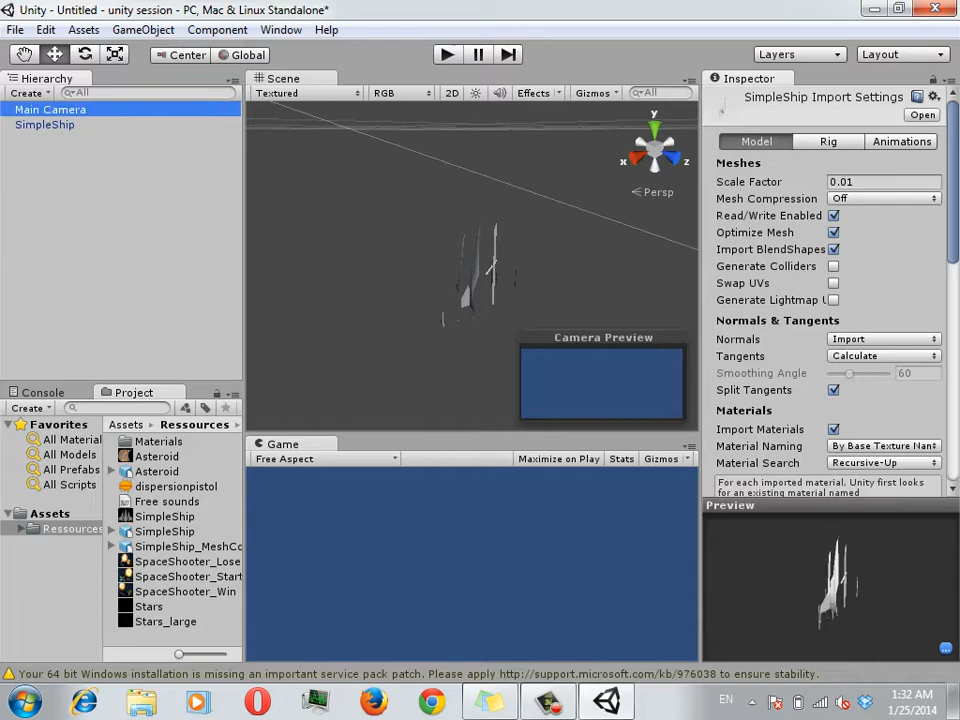 Unity - Untitled - unity session - PC, Mac & Linux Standalone*
File Edit Assets GameObject Component Window Help
Center Global Layers Layout
Hierarchy
Create All
Main Camera
SimpleShip
Scene
Textured RGB 2D Effects Gizmos All
y
x z
Persp
Camera Preview
Inspector
SimpleShip Import Settings
Open
Model Rig Animations
Meshes
Scale Factor 0.01
Mesh Compression Off
Read/Write Enabled
Optimize Mesh
Import BlendShapes
Generate Colliders
Swap UVs
Generate Lightmap U
Normals & Tangents
Normals Import
Tangents Calculate
Smoothing Angle 60
Split Tangents
Materials
Import Materials
Material Naming By Base Texture Nan
Material Search Recursive-Up
For each imported material, Unity first looks
for an existing material named
Preview
Console Project
Create
Favorites
All Material
All Models
All Prefabs
All Scripts
Assets
Ressources
Assets Ressources
Materials
Asteroid
Asteroid
dispersionpistol
Free sounds
SimpleShip
SimpleShip
SimpleShip_MeshCo
SpaceShooter_Lose
SpaceShooter_Start
SpaceShooter_Win
Stars
Stars_large
Game
Free Aspect Maximize on Play Stats Gizmos
Your 64 bit Windows installation is missing an important service pack patch. Please apply http://support.microsoft.com/kb/976038 to ensure stability.
EN
1:32 AM
1/25/2014